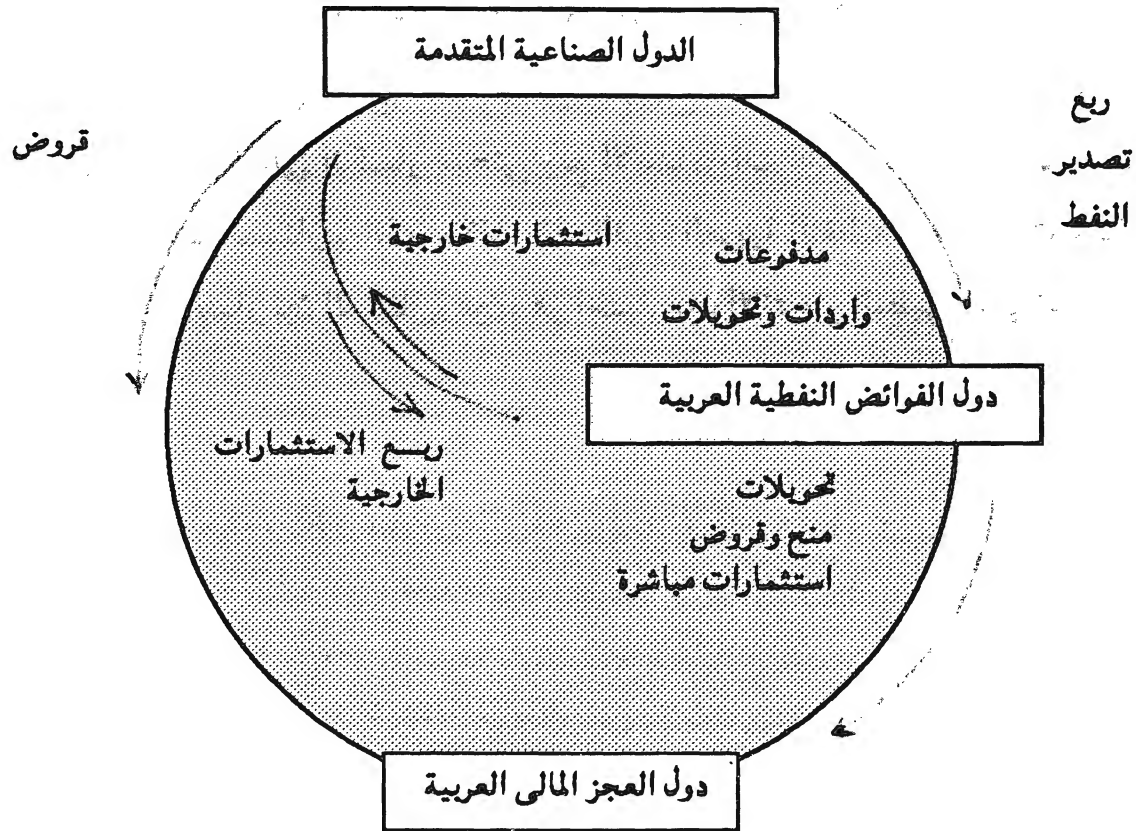 الدول الصناعية المتقدمة
ريع
تصدير
النفط
قروض
استثمارات خارجية
مدفوعات
واردات وتحويلات
دول الفوائض النفطية العربية
ريع الاستثمارات
الخارجية
تحويلات
منح وقروض
استثمارات مباشرة
دول العجز المالى العربية